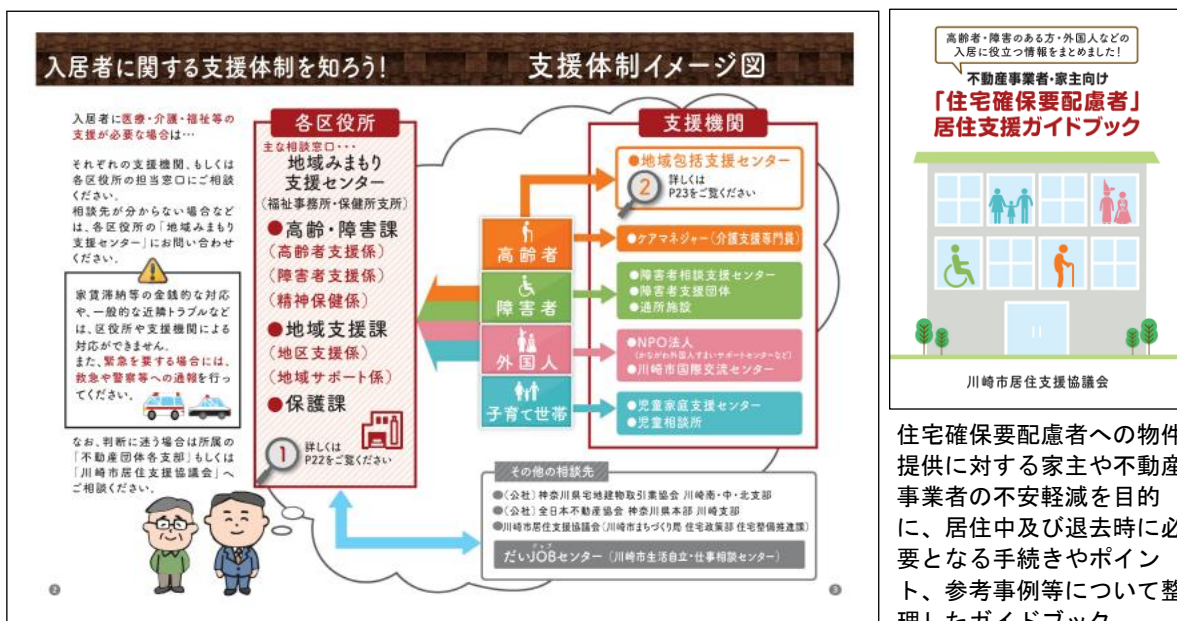 入居者に関する支援体制を知ろう!
支援体制イメージ図
入居者に医療・介護・福祉等の
支援が必要な場合は…
それぞれの支援機関、もしくは
各区役所の担当窓口にご相談
ください。
相談先が分からない場合など
は、各区役所の「地域みまもり
支援センター」にお問い合わせ
ください。
家賃滞納等の金銭的な対応
や、一般的な近隣トラブルなど
は、区役所や支援機関による
対応ができません。
また、緊急を要する場合には、
救急や警察等への通報を行っ
てください。
なお、判断に迷う場合は所属の
「不動産団体各支部」もしくは
「川崎市居住支援協議会」へ
ご相談ください。
各区役所
主な相談窓口・・・
地域みまもり
支援センター
(福祉事務所・保健所支所)
●高齢・障害課
(高齢者支援係)
(障害者支援係)
(精神保健係)
●地域支援課
(地区支援係)
(地域サポート係)
●保護課
1
詳しくは
P22をご覧ください
高齢者
障害者
外国人
子育て世帯
支援機関
●地域包括支援センター
2
詳しくは
P23をご覧ください
●ケアマネジャー(介護支援専門員)
●障害者相談支援センター
●障害者支援団体
●通所施設
●NPO法人
(かながわ外国人すまいサポートセンターなど)
●川崎市国際交流センター
●児童家庭支援センター
●児童相談所
その他の相談先
●(公社)神奈川県宅地建物取引業協会 川崎南・中・北支部
●(公社)全日本不動産協会 神奈川県本部 川崎支部
●川崎市居住支援協議会(川崎市まちづくり局 住宅政策部 住宅整備推進課)
ジョブ
だいJOBセンター(川崎市生活自立・仕事相談センター)
2
3
高齢者・障害のある方・外国人などの
入居に役立つ情報をまとめました!
不動産事業者・家主向け
「住宅確保要配慮者」
居住支援ガイドブック
川崎市居住支援協議会
住宅確保要配慮者への物件
提供に対する家主や不動産
事業者の不安軽減を目的
に、居住中及び退去時に必
要となる手続きやポイン
ト、参考事例等について整
理したガイドブック